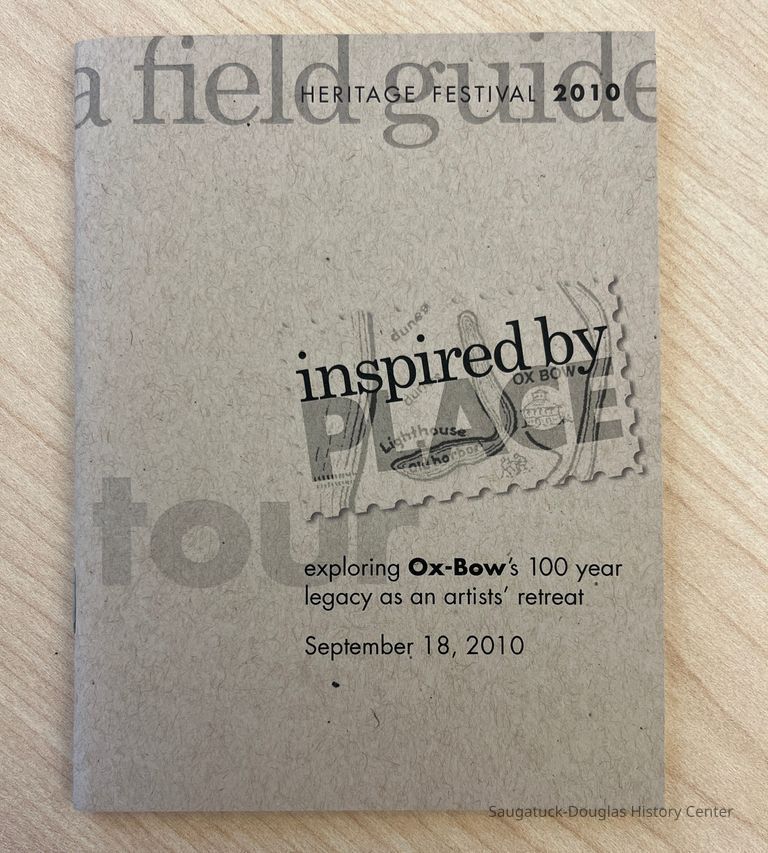 a field guide
HERITAGE FESTIVAL 2010
dunes
inspired by
OX BOW
PLACE
Lighthouse
tour
exploring Ox-Bow's 100 year
legacy as an artists' retreat
September 18, 2010
Saugatuck-Douglas History Center